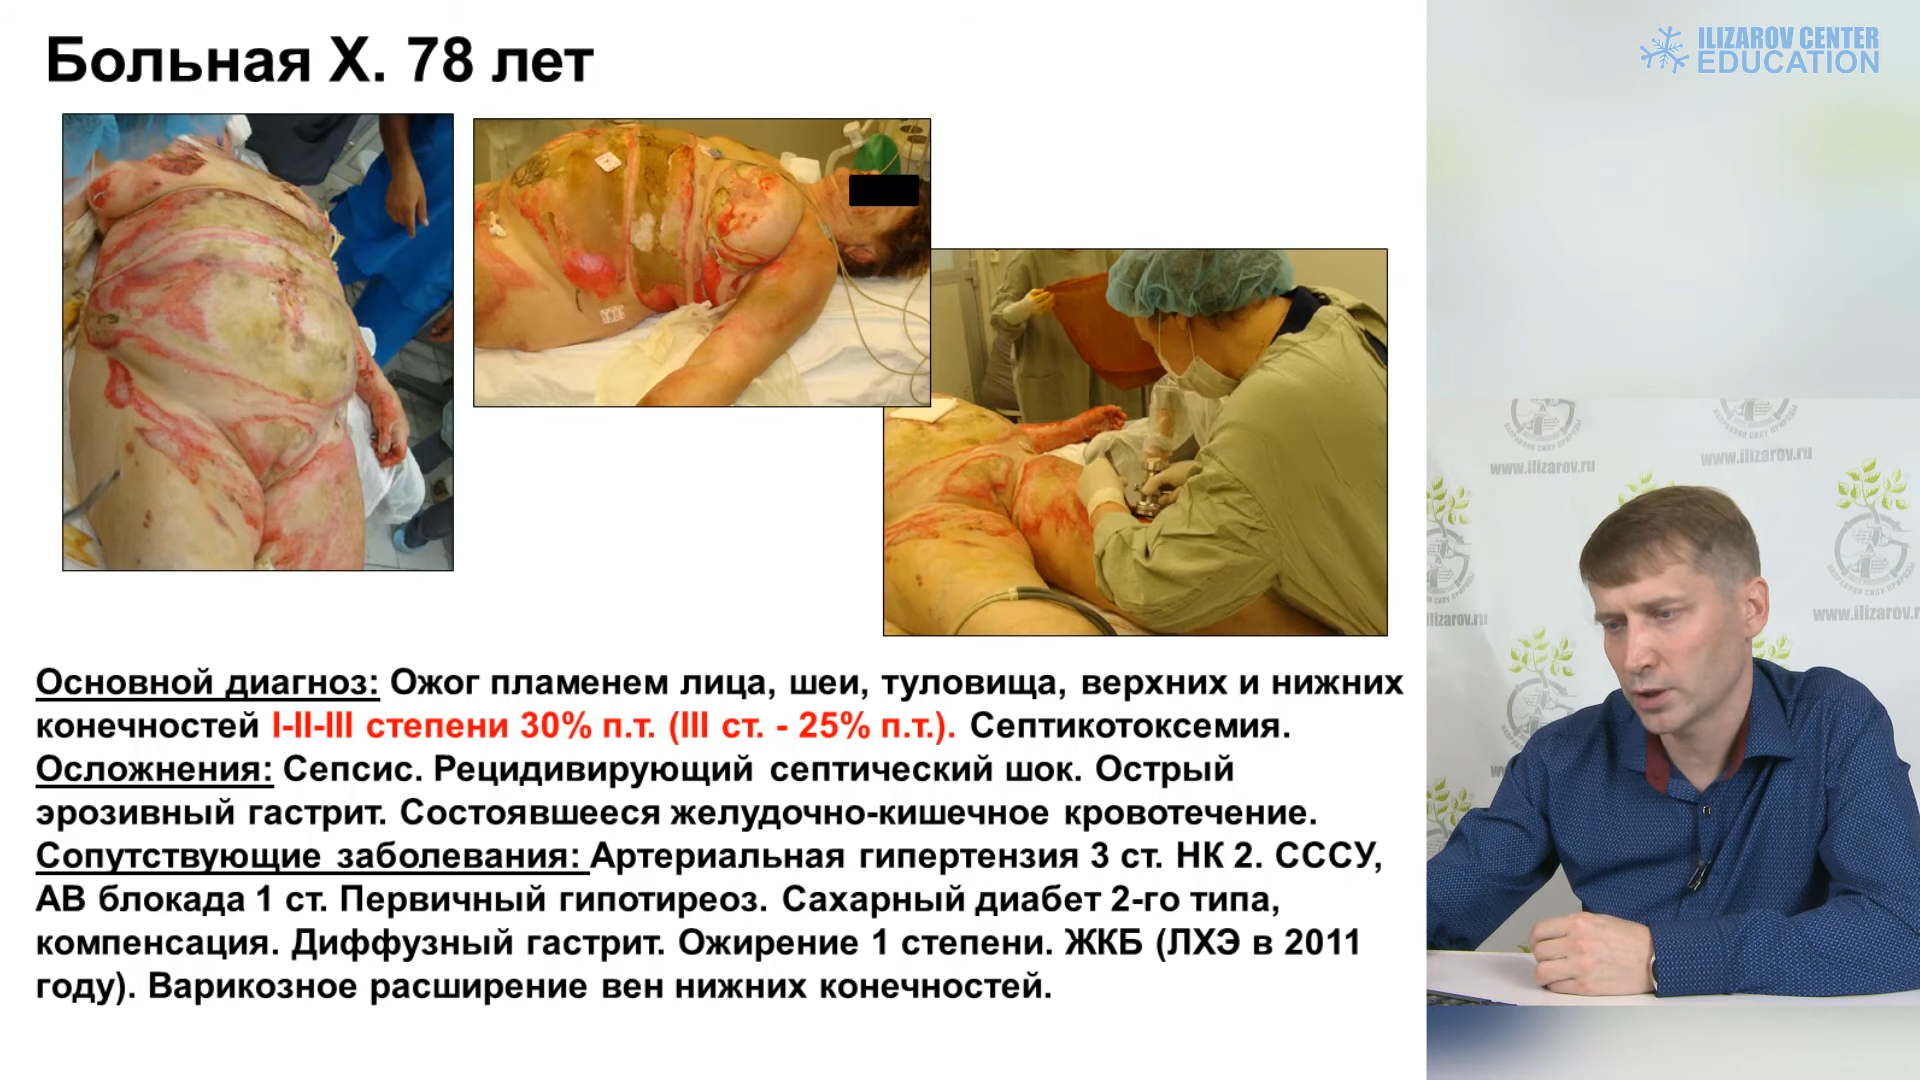 Больная Х. 78 лет
ILIZAROV CENTER
EDUCATION
Основной диагноз: Ожог пламенем лица, шеи, туловища, верхних и нижних
конечностей I-II-III степени 30% п.т. (III ст. - 25% п.т.). Септикотоксемия.
Осложнения: Сепсис. Рецидивирующий септический шок. Острый
эрозивный гастрит. Состоявшееся желудочно-кишечное кровотечение.
Сопутствующие заболевания: Артериальная гипертензия 3 ст. НК 2. СССУ,
АВ блокада 1 ст. Первичный гипотиреоз. Сахарный диабет 2-го типа,
компенсация. Диффузный гастрит. Ожирение 1 степени. ЖКБ (ЛХЭ в 2011
году). Варикозное расширение вен нижних конечностей.
www.ilizarov.ru
www.ilizarov.ru